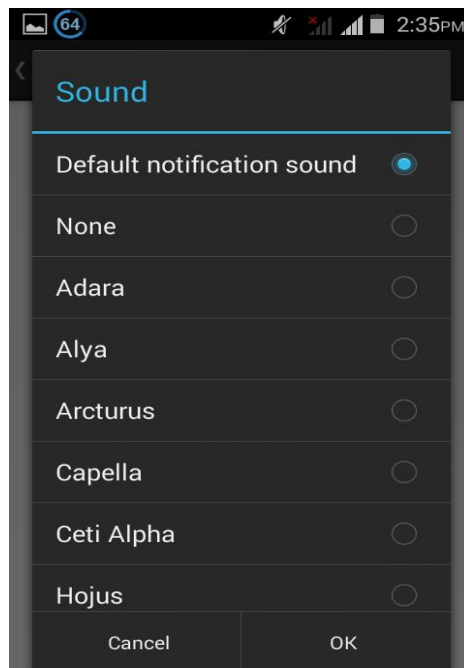 64 2:35PM
Sound
Default notification sound
None
Adara
Alya
Arcturus
Capella
Ceti Alpha
Hojus
Cancel OK